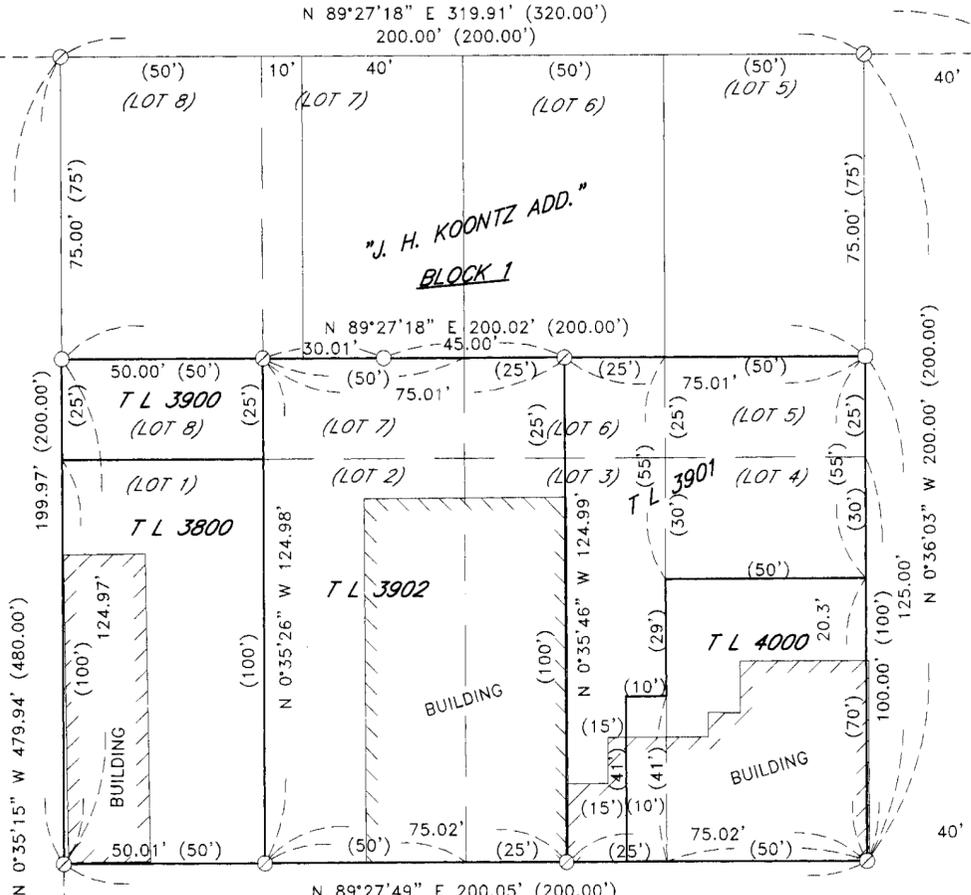 N 89°27'18" E 319.91' (320.00')
200.00' (200.00')
(50') 10' 40' (50') (50') 40'
(LOT 8) (LOT 7) (LOT 6) (LOT 5)
75.00' (75')
75.00' (75')
"J. H. KOONTZ ADD."
BLOCK 1
N 89°27'18" E 200.02' (200.00')
30.01' 45.00'
50.00' (50') (50') (25') (25') (50')
75.01' 75.01'
T L 3900
(25') (25') (25') (25') (25')
(LOT 8) (LOT 7) (LOT 6) (LOT 5)
199.97' (200.00')
N 0°36'03" W 200.00' (200.00')
(LOT 1) (LOT 2) (LOT 3) (LOT 4)
(55') (55')
T L 3901
T L 3800
(30') (30')
N 0°35'26" W 124.98'
N 0°35'46" W 124.99'
(50')
T L 3902
124.97'
125.00'
20.3'
(100') (100') (100') (29') (100')
T L 4000
100.00'
(10')
BUILDING
(15')
(70')
(41') (41')
BUILDING
BUILDING
(15') (10')
N 0°35'15" W 479.94' (480.00')
75.02' 75.02' 40'
50.01' (50') (50') (25') (25') (50')
N 89°27'49" E 200.05' (200.00')